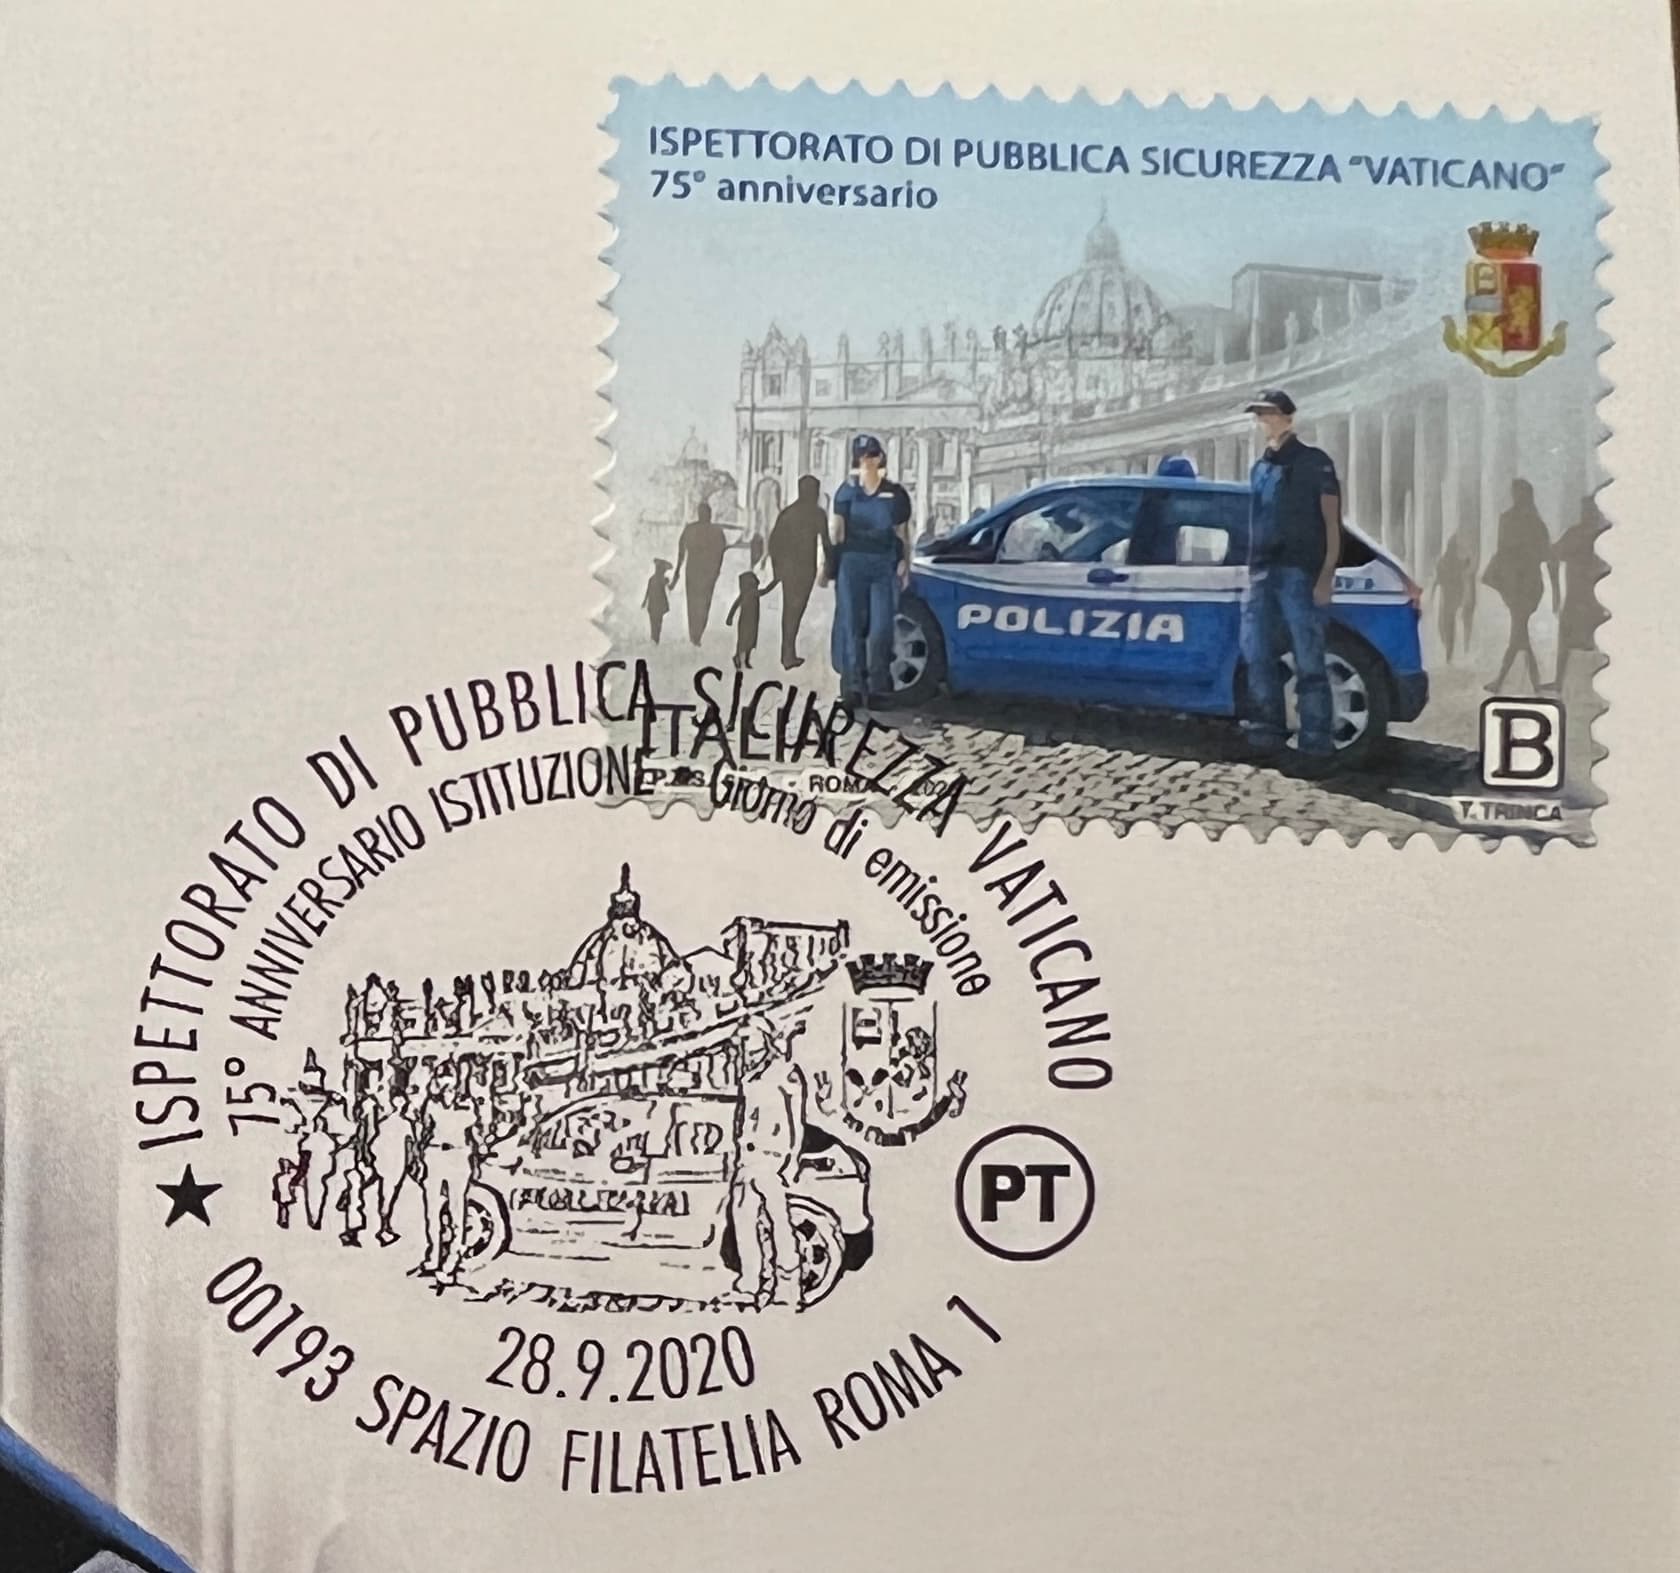 ISPETTORATO DI PUBBLICA SICUREZZA "VATICANO"
75° anniversario
POLIZIA
ITALIA
B
ROMA
T. TRINCA
ISPETTORATO DI PUBBLICA SICUREZZA VATICANO
75° ANNIVERSARIO ISTITUZIONE - Giorno di emissione
PT
28.9.2020
00193 SPAZIO FILATELIA ROMA 1